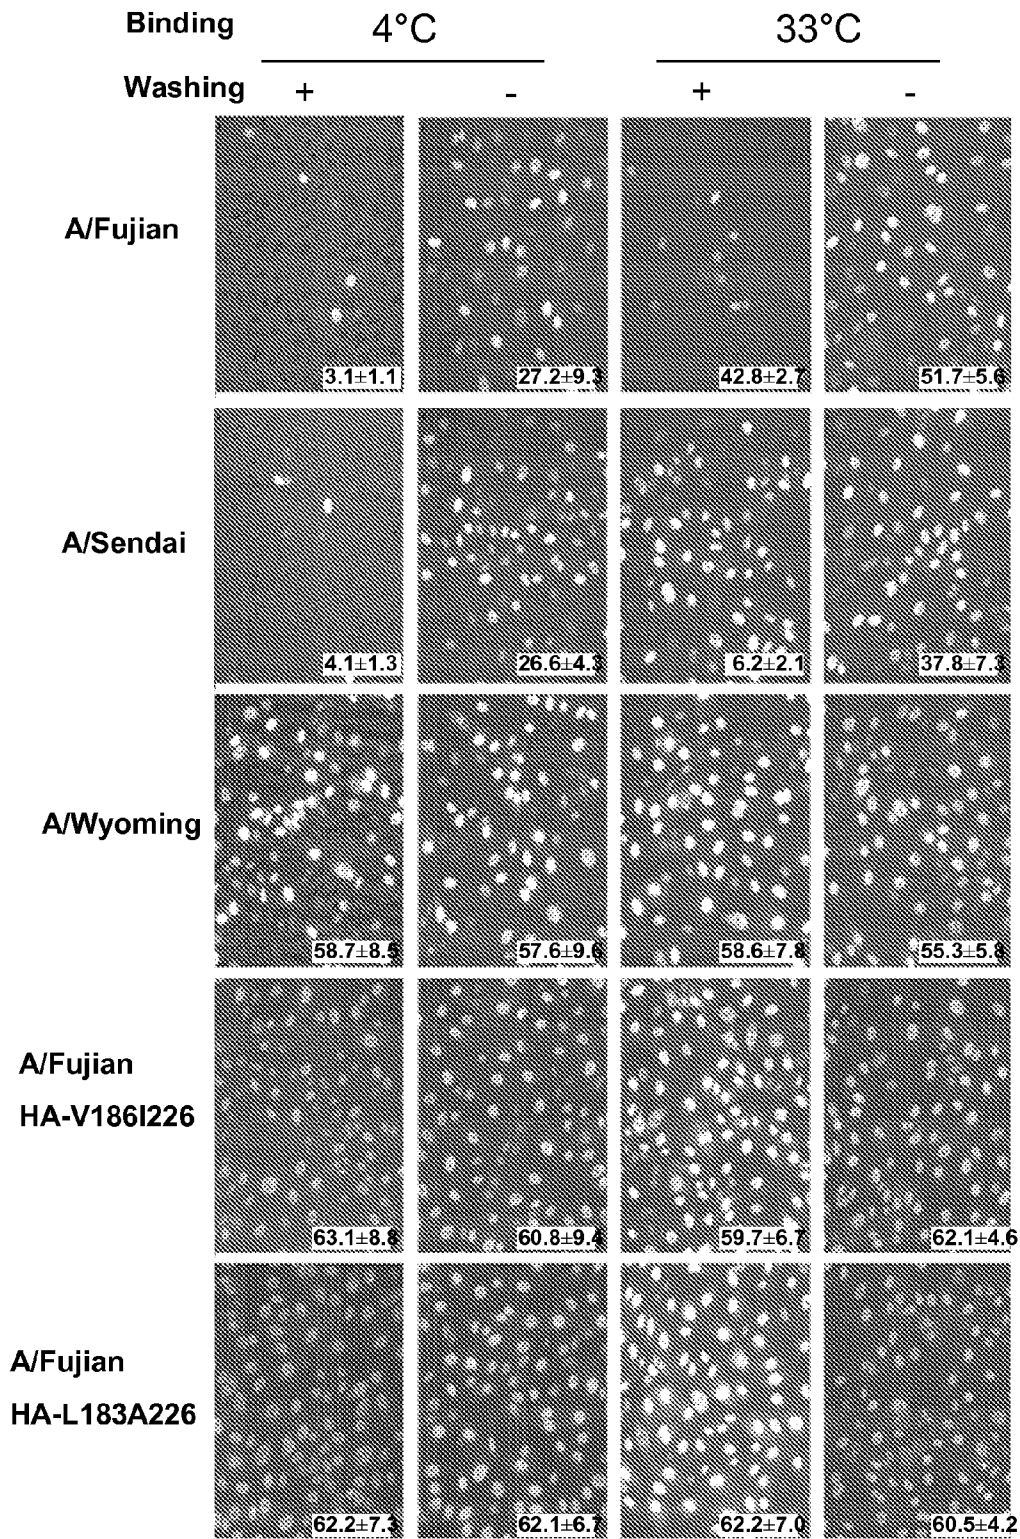 Binding 4°C 33°C
Washing + - + -
A/Fujian
3.1±1.1 27.2±9.3 42.8±2.7 51.7±5.6
A/Sendai
4.1±1.3 26.6±4.3 6.2±2.1 37.8±7.3
A/Wyoming
58.7±8.5 57.6±9.6 58.6±7.8 55.3±5.8
A/Fujian
HA-V186I226
63.1±8.8 60.8±9.4 59.7±6.7 62.1±4.6
A/Fujian
HA-L183A226
62.2±7.3 62.1±6.7 62.2±7.0 60.5±4.2